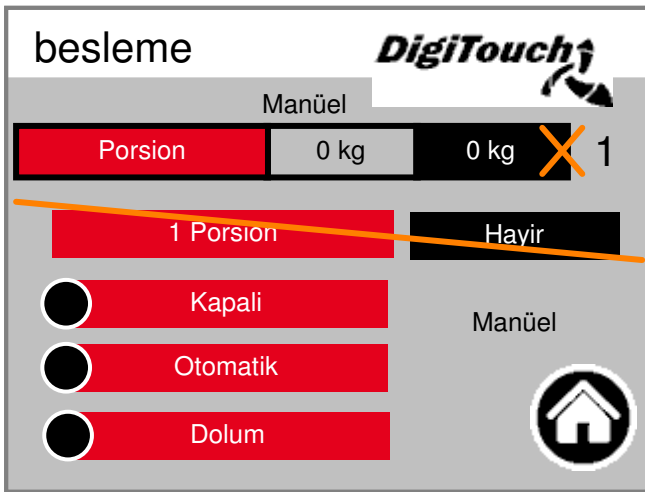 besleme DigiTouch
Manüel
Porsion 0 kg 0 kg 1
1 Porsion Hayir
Kapali
Manüel
Otomatik
Dolum